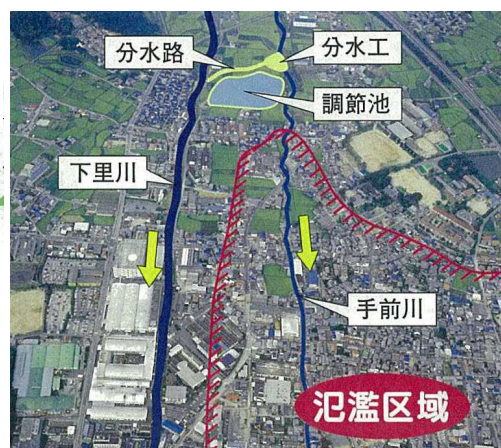 分水路
分水工
調節池
下里川
手前川
氾濫区域